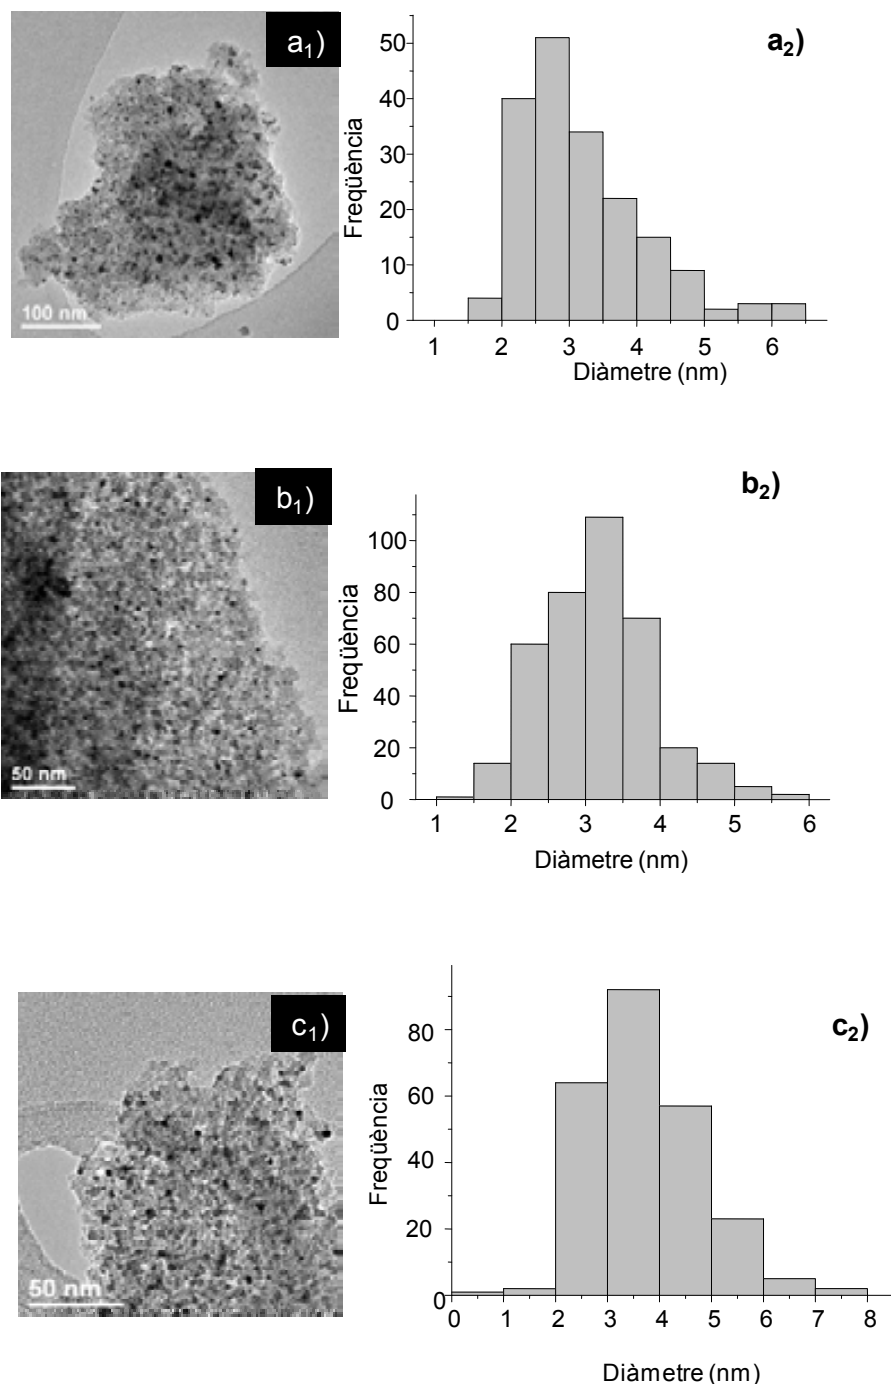 a1)
100 nm
a2)
Freqüència
50
40
30
20
10
0
1 2 3 4 5 6
Diàmetre (nm)
b1)
50 nm
b2)
Freqüència
100
80
60
40
20
0
1 2 3 4 5 6
Diàmetre (nm)
c1)
50 nm
c2)
Freqüència
80
60
40
20
0
0 1 2 3 4 5 6 7 8
Diàmetre (nm)